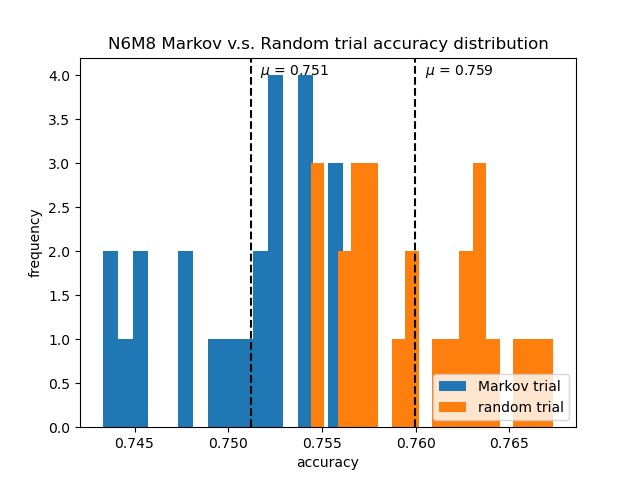 N6M8 Markov v.s. Random trial accuracy distribution
μ = 0.751
μ = 0.759
4.0
3.5
3.0
2.5
2.0
1.5
1.0
0.5
0.0
frequency
0.745
0.750
0.755
0.760
0.765
accuracy
Markov trial
random trial